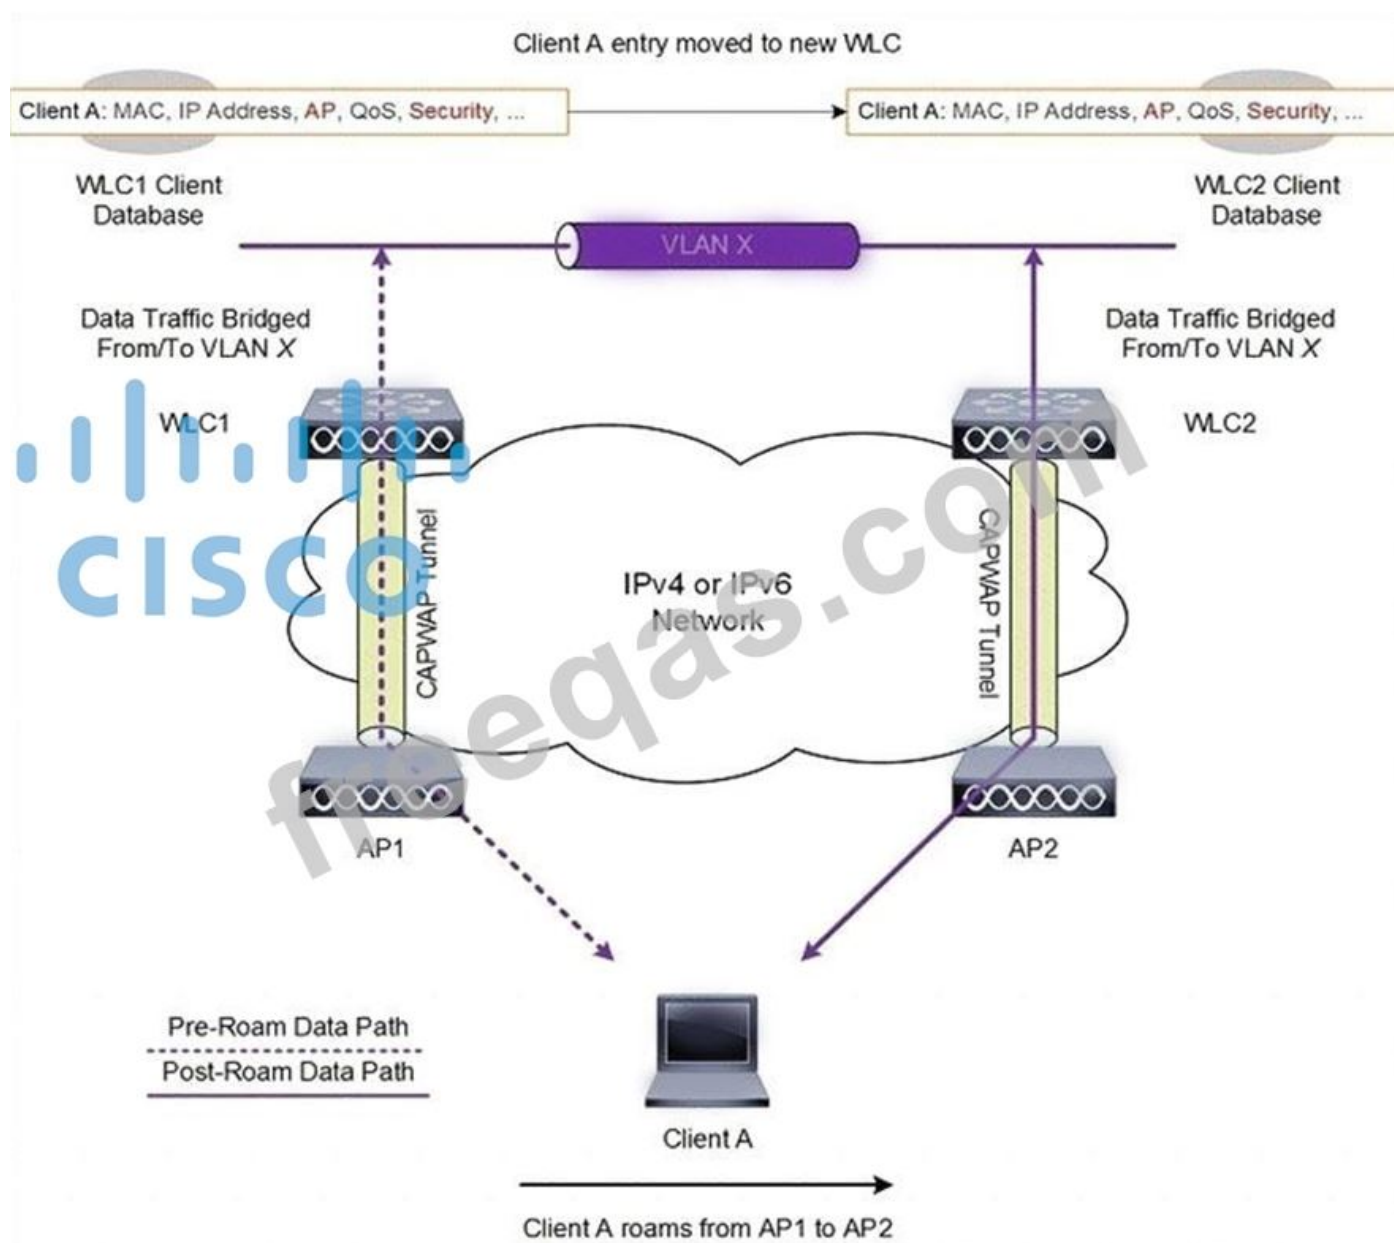 Client A entry moved to new WLC
Client A: MAC, IP Address, AP, QoS, Security, ...
Client A: MAC, IP Address, AP, QoS, Security, ...
WLC1 Client
Database
WLC2 Client
Database
VLAN X
Data Traffic Bridged
From/To VLAN X
Data Traffic Bridged
From/To VLAN X
WLC1
WLC2
CISCO
CAPWAP Tunnel
IPv4 or IPv6
Network
CAPWAP Tunnel
freeqas.com
AP1
AP2
Pre-Roam Data Path
Post-Roam Data Path
Client A
Client A roams from AP1 to AP2